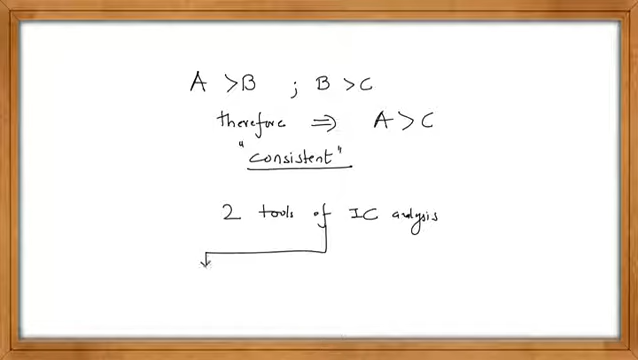 A >B ; B >C
therefore ⇒ A>C
"consistent"
2 tools of IC analysis